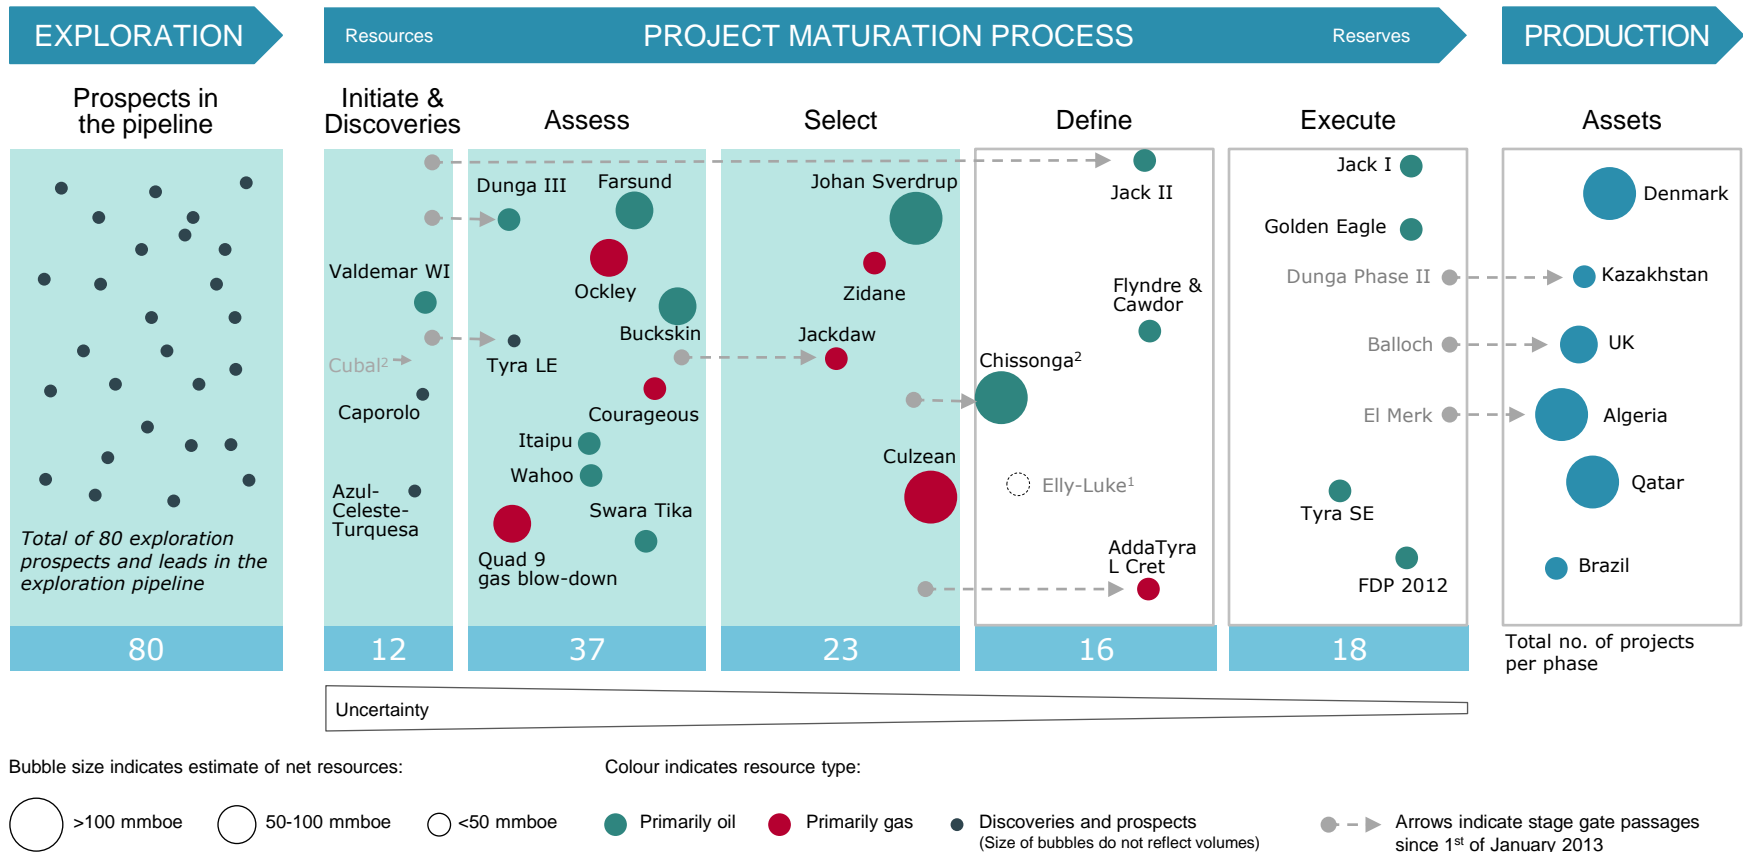 EXPLORATION
Resources
PROJECT MATURATION PROCESS
Reserves
PRODUCTION
Prospects in
the pipeline
Initiate &
Discoveries
Assess
Select
Define
Execute
Assets
Total of 80 exploration
prospects and leads in the
exploration pipeline
Valdemar WI
Cubal²
Caporolo
Azul-
Celeste-
Turquesa
Dunga III
Farsund
Ockley
Buckskin
Tyra LE
Courageous
Itaipu
Wahoo
Swara Tika
Quad 9
gas blow-down
Johan Sverdrup
Zidane
Jackdaw
Culzean
Jack II
Flyndre &
Cawdor
Chissonga²
Elly-Luke¹
AddaTyra
L Cret
Jack I
Golden Eagle
Dunga Phase II
Balloch
El Merk
Tyra SE
FDP 2012
Denmark
Kazakhstan
UK
Algeria
Qatar
Brazil
80
12
37
23
16
18
Total no. of projects
per phase
Uncertainty
Bubble size indicates estimate of net resources:
>100 mmboe
50-100 mmboe
<50 mmboe
Colour indicates resource type:
Primarily oil
Primarily gas
Discoveries and prospects
(Size of bubbles do not reflect volumes)
Arrows indicate stage gate passages
since 1st of January 2013